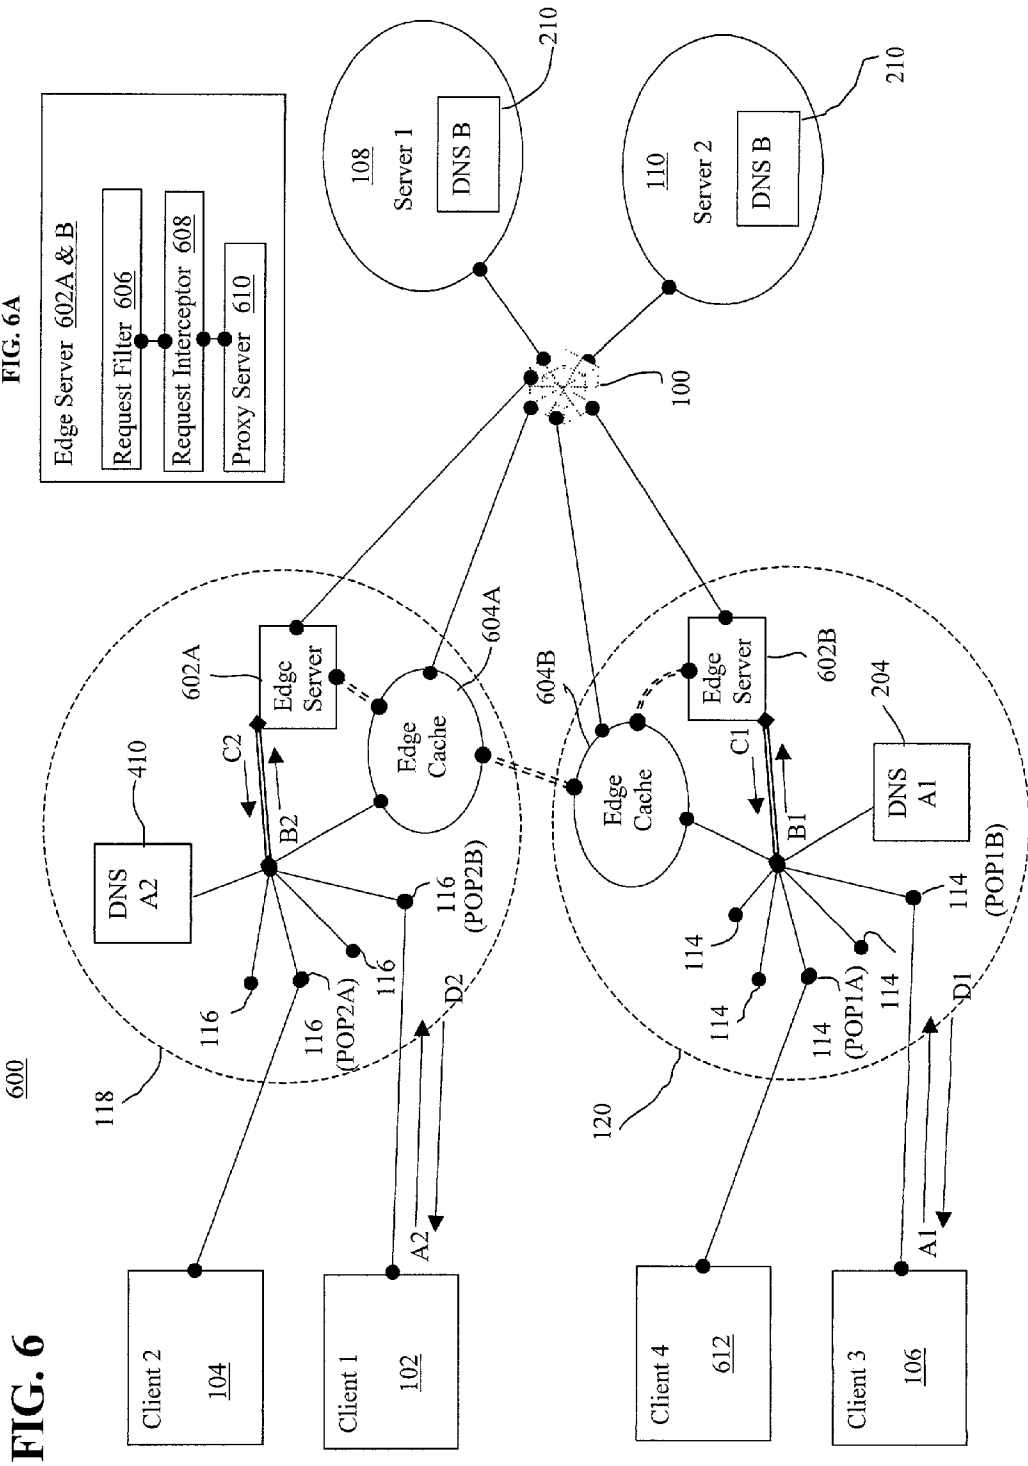 FIG. 6
600
FIG. 6A
Edge Server 602A & B
Request Filter 606
Request Interceptor 608
Proxy Server 610
Client 2
104
Client 1
102
Client 4
612
Client 3
106
118
120
A2
D2
A1
D1
DNS
A2
410
116
116
(POP2A)
116
116
(POP2B)
B2
C2
602A
Edge
Server
Edge
Cache
604A
604B
Edge
Cache
Edge
Server
602B
C1
B1
DNS
A1
204
114
114
114
(POP1A)
114
114
(POP1B)
100
108
Server 1
DNS B
210
110
Server 2
DNS B
210